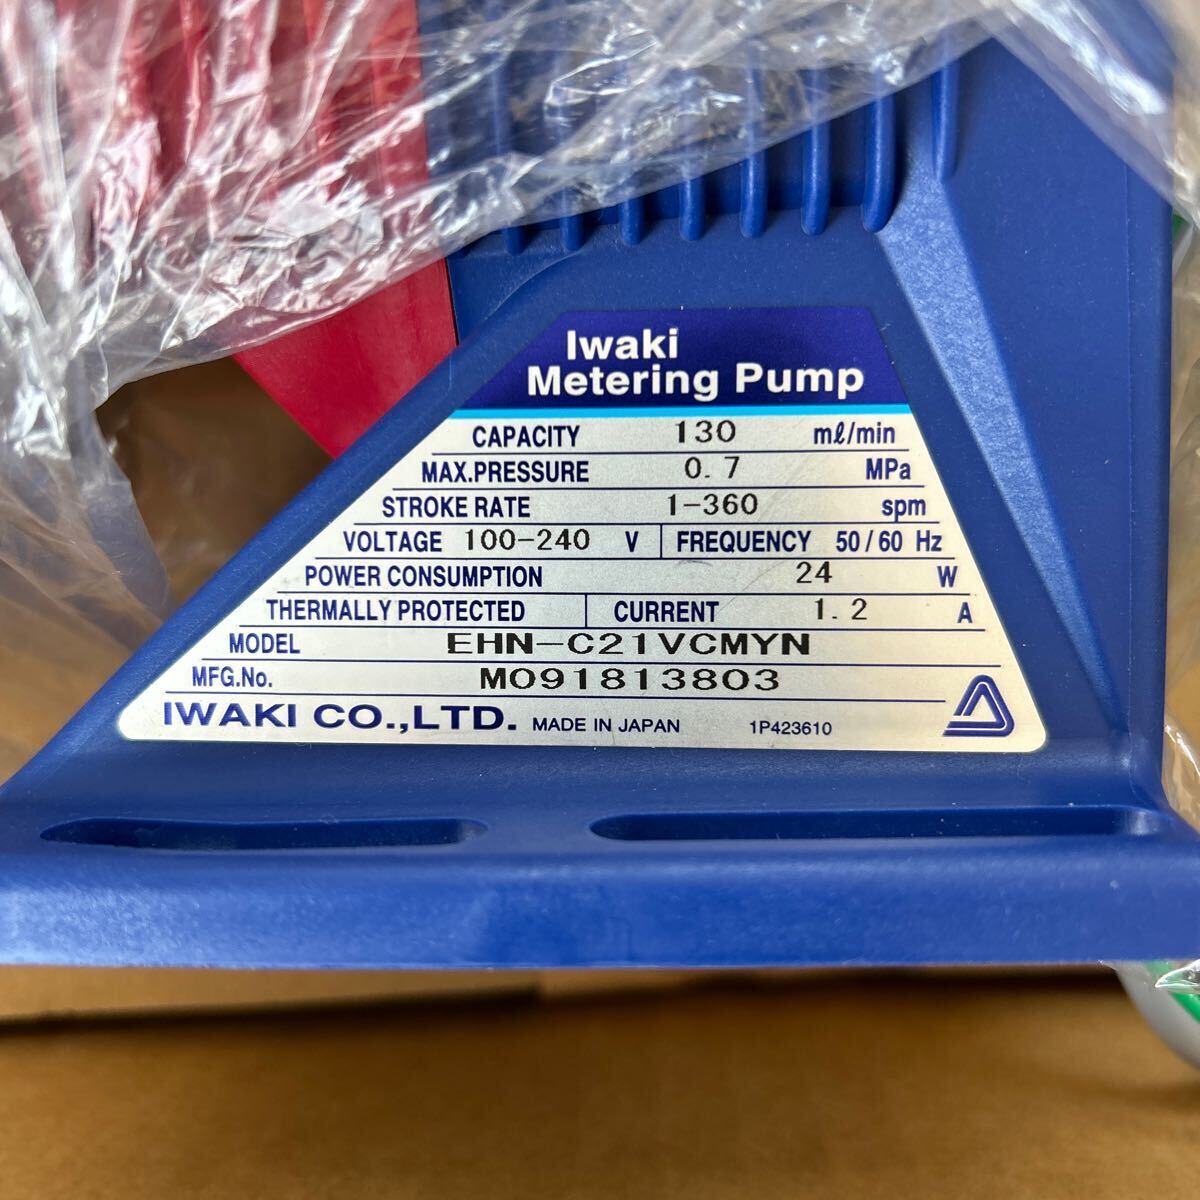 Iwaki
Metering Pump
CAPACITY 130 mℓ/min
MAX.PRESSURE 0.7 MPa
STROKE RATE 1-360 spm
VOLTAGE 100-240 V FREQUENCY 50/60 Hz
POWER CONSUMPTION 24 W
THERMALLY PROTECTED CURRENT 1.2 A
MODEL EHN-C21VCMYN
MFG.No. M091813803
IWAKI CO.,LTD. MADE IN JAPAN 1P423610